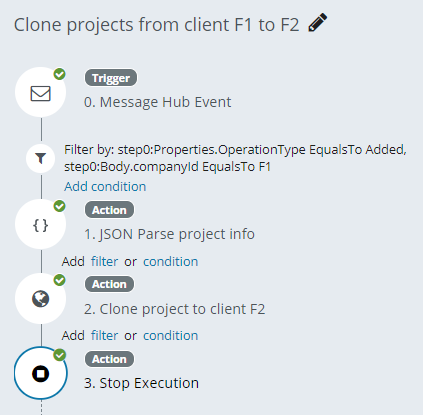 Clone projects from client F1 to F2
Trigger
0. Message Hub Event
Filter by: step0:Properties.OperationType EqualsTo Added,
step0:Body.companyId EqualsTo F1
Add condition
Action
{ }
1. JSON Parse project info
Add filter or condition
Action
2. Clone project to client F2
Add filter or condition
Action
3. Stop Execution